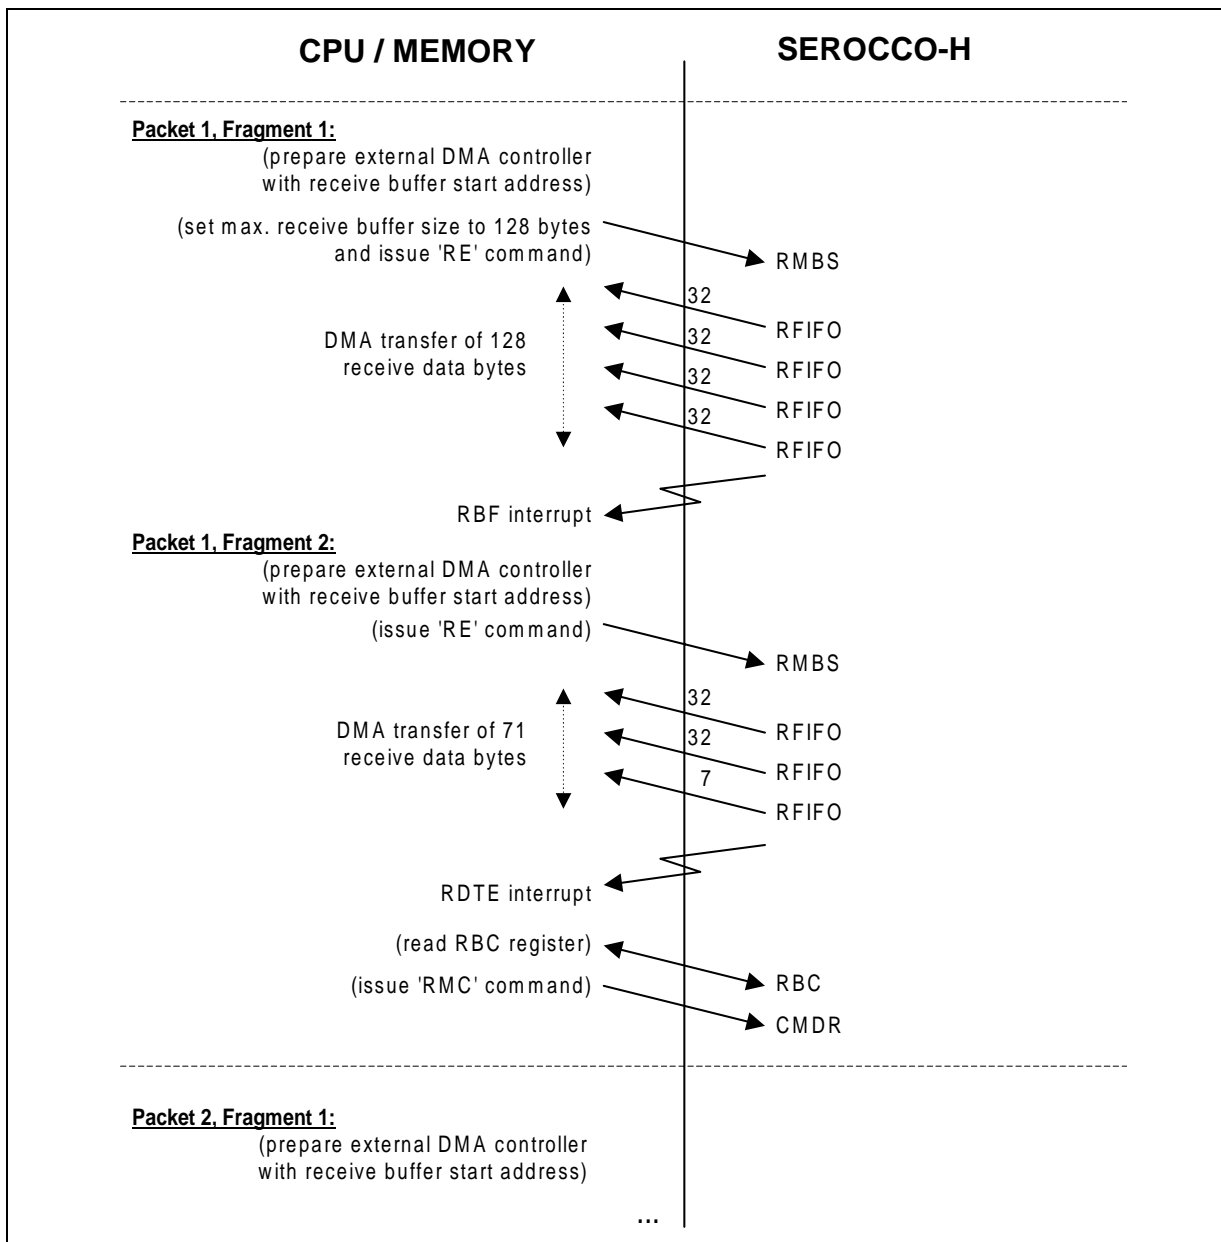 CPU / MEMORY
SEROCCO-H
Packet 1, Fragment 1:
(prepare external DMA controller
with receive buffer start address)
(set max. receive buffer size to 128 bytes
and issue 'RE' command)
RMBS
32
RFIFO
DMA transfer of 128
receive data bytes
32
RFIFO
32
RFIFO
32
RFIFO
RBF interrupt
Packet 1, Fragment 2:
(prepare external DMA controller
with receive buffer start address)
(issue 'RE' command)
RMBS
32
RFIFO
DMA transfer of 71
receive data bytes
32
RFIFO
7
RFIFO
RDTE interrupt
(read RBC register)
RBC
(issue 'RMC' command)
CMDR
Packet 2, Fragment 1:
(prepare external DMA controller
with receive buffer start address)
...